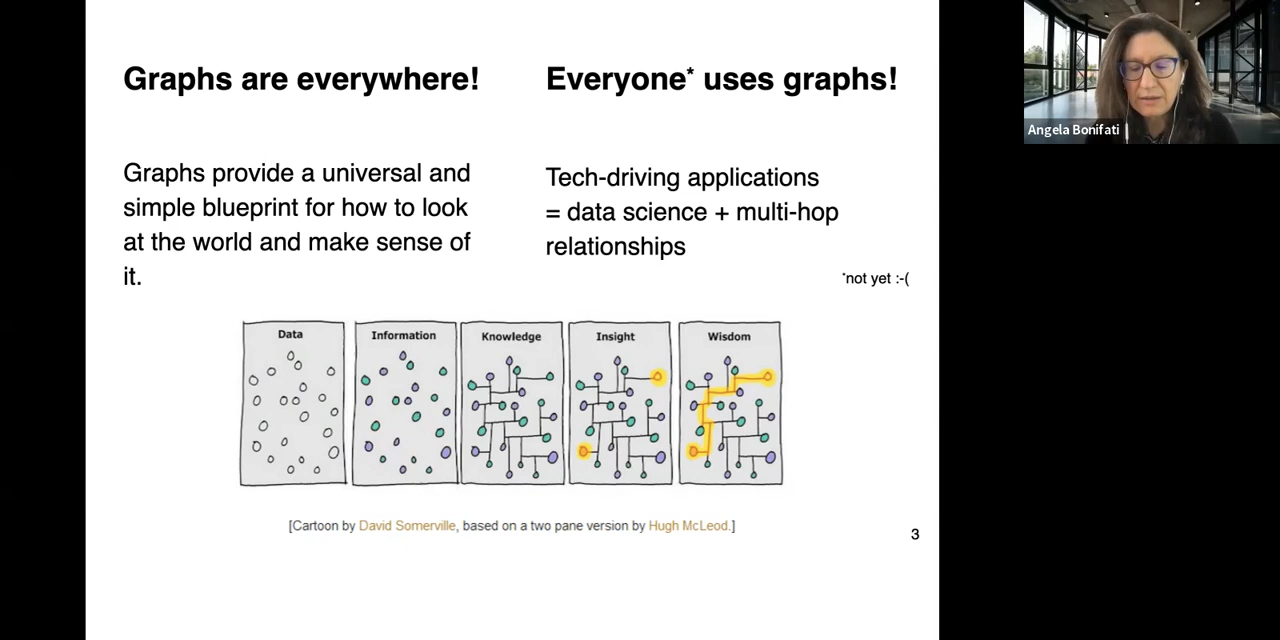 Graphs are everywhere!
Everyone* uses graphs!
Graphs provide a universal and
simple blueprint for how to look
at the world and make sense of
it.
Tech-driving applications
= data science + multi-hop
relationships
*not yet :-(
Data
Information
Knowledge
Insight
Wisdom
[Cartoon by David Somerville, based on a two pane version by Hugh McLeod.]
3
Angela Bonifati